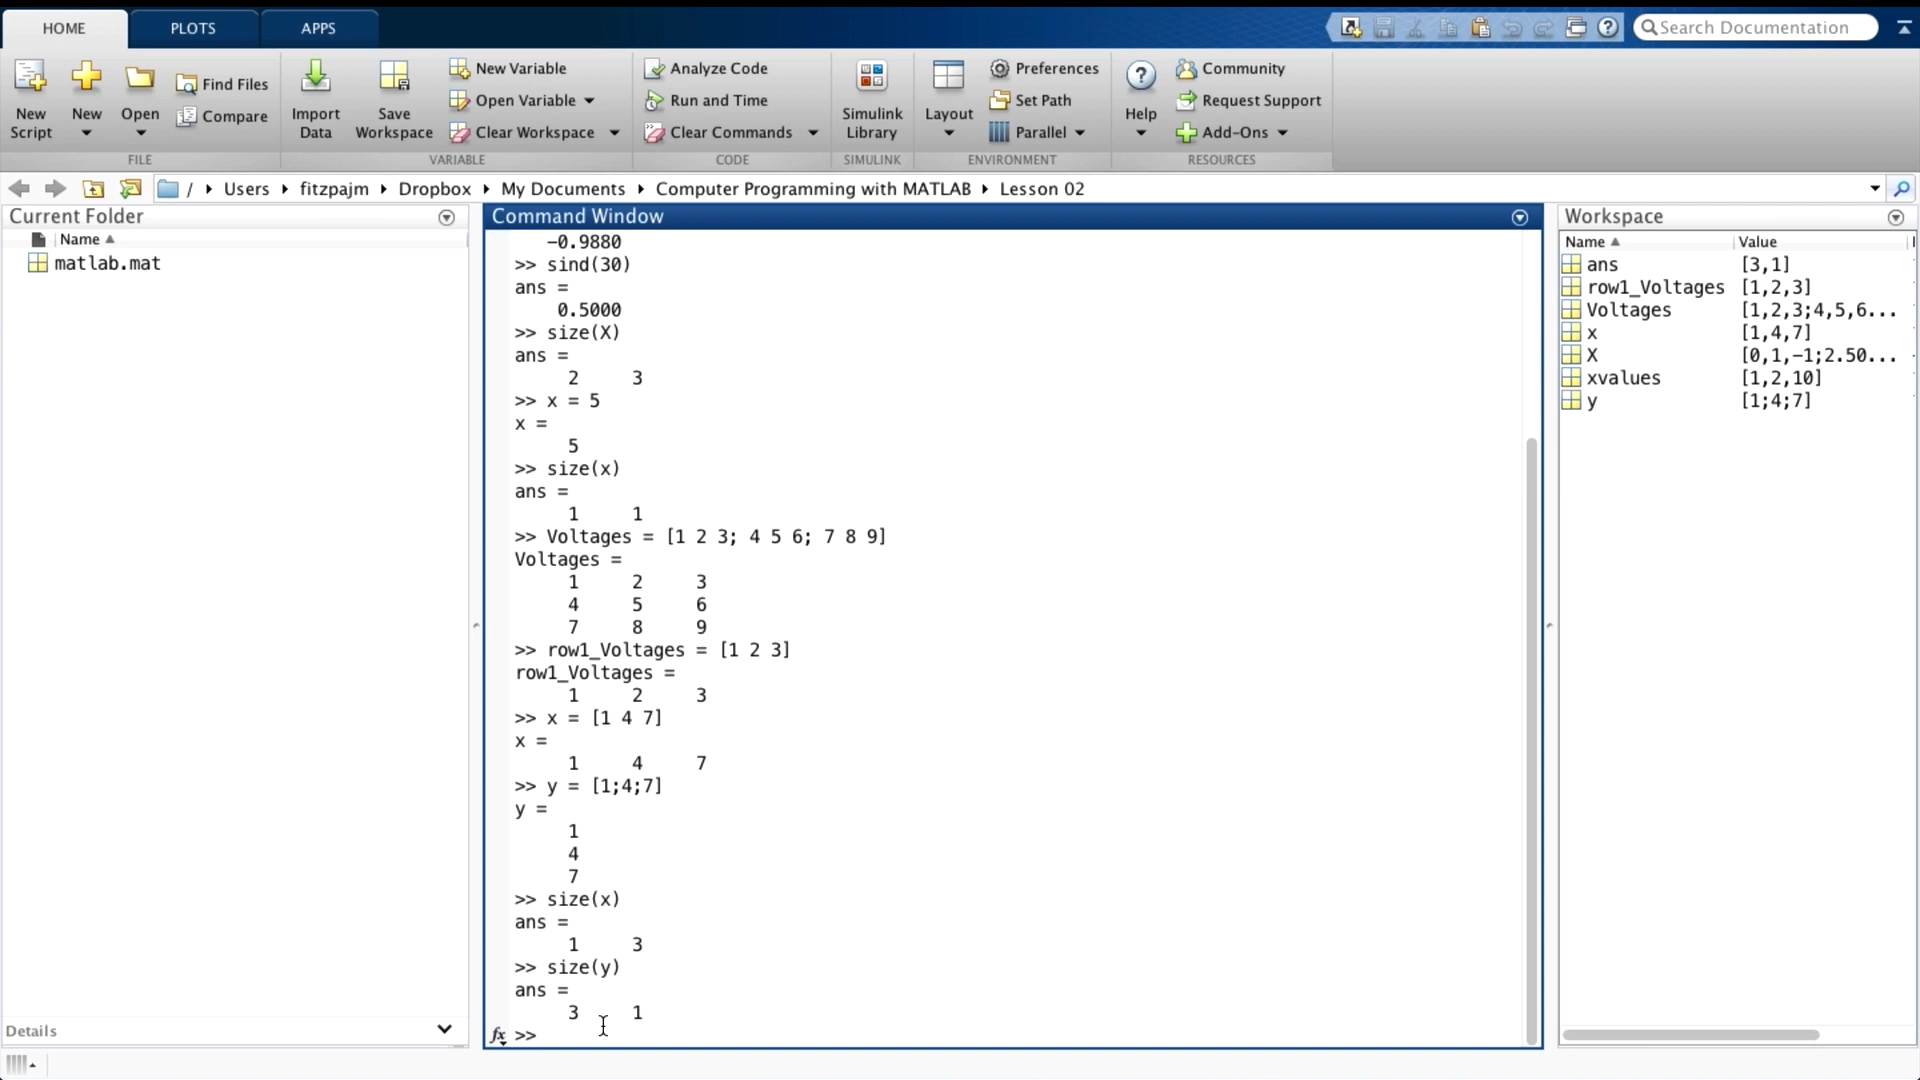 HOME PLOTS APPS Search Documentation
New Script
New
Open
Find Files
Compare
Import Data
Save Workspace
New Variable
Open Variable
Clear Workspace
Analyze Code
Run and Time
Clear Commands
Simulink Library
Layout
Preferences
Set Path
Parallel
Help
Community
Request Support
Add-Ons
FILE VARIABLE CODE SIMULINK ENVIRONMENT RESOURCES
/ Users fitzpajm Dropbox My Documents Computer Programming with MATLAB Lesson 02
Current Folder
Name
matlab.mat
Details
Command Window
-0.9880
>> sind(30)
ans =
0.5000
>> size(X)
ans =
2 3
>> x = 5
x =
5
>> size(x)
ans =
1 1
>> Voltages = [1 2 3; 4 5 6; 7 8 9]
Voltages =
1 2 3
4 5 6
7 8 9
>> row1_Voltages = [1 2 3]
row1_Voltages =
1 2 3
>> x = [1 4 7]
x =
1 4 7
>> y = [1;4;7]
y =
1
4
7
>> size(x)
ans =
1 3
>> size(y)
ans =
3 1
fx >>
Workspace
Name Value
ans [3,1]
row1_Voltages [1,2,3]
Voltages [1,2,3;4,5,6...
x [1,4,7]
X [0,1,-1;2.50...
xvalues [1,2,10]
y [1;4;7]